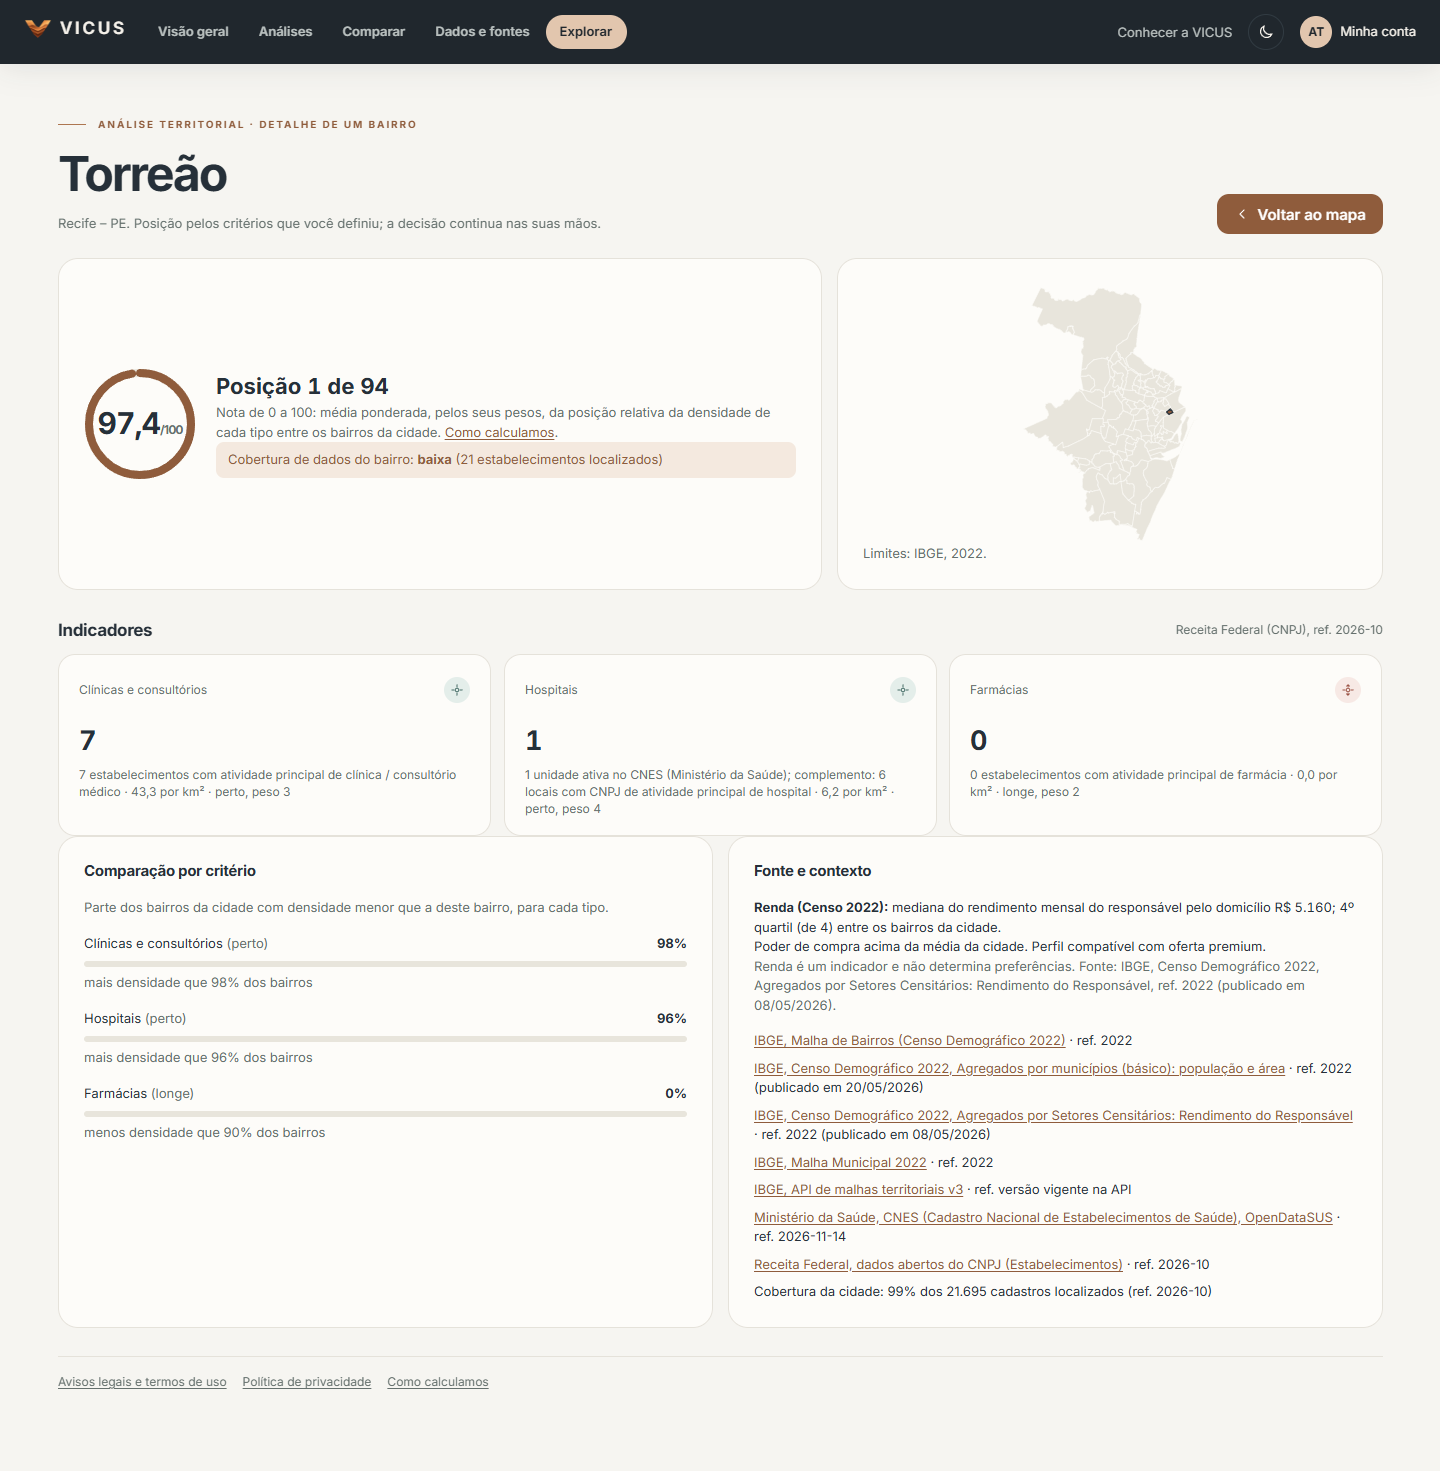 VICUS
Visão geral
Análises
Comparar
Dados e fontes
Explorar
Conhecer a VICUS
AT
Minha conta
ANÁLISE TERRITORIAL · DETALHE DE UM BAIRRO
Torreão
Recife – PE. Posição pelos critérios que você definiu; a decisão continua nas suas mãos.
Voltar ao mapa
97,4/100
Posição 1 de 94
Nota de 0 a 100: média ponderada, pelos seus pesos, da posição relativa da densidade de
cada tipo entre os bairros da cidade. Como calculamos.
Cobertura de dados do bairro: baixa (21 estabelecimentos localizados)
Limites: IBGE, 2022.
Indicadores
Receita Federal (CNPJ), ref. 2026-10
Clínicas e consultórios
7
7 estabelecimentos com atividade principal de clínica / consultório
médico · 43,3 por km² · perto, peso 3
Hospitais
1
1 unidade ativa no CNES (Ministério da Saúde); complemento: 6
locais com CNPJ de atividade principal de hospital · 6,2 por km² ·
perto, peso 4
Farmácias
0
0 estabelecimentos com atividade principal de farmácia · 0,0 por
km² · longe, peso 2
Comparação por critério
Parte dos bairros da cidade com densidade menor que a deste bairro, para cada tipo.
Clínicas e consultórios (perto) 98%
mais densidade que 98% dos bairros
Hospitais (perto) 96%
mais densidade que 96% dos bairros
Farmácias (longe) 0%
menos densidade que 90% dos bairros
Fonte e contexto
Renda (Censo 2022): mediana do rendimento mensal do responsável pelo domicílio R$ 5.160; 4º
quartil (de 4) entre os bairros da cidade.
Poder de compra acima da média da cidade. Perfil compatível com oferta premium.
Renda é um indicador e não determina preferências. Fonte: IBGE, Censo Demográfico 2022,
Agregados por Setores Censitários: Rendimento do Responsável, ref. 2022 (publicado em
08/05/2026).
IBGE, Malha de Bairros (Censo Demográfico 2022) · ref. 2022
IBGE, Censo Demográfico 2022, Agregados por municípios (básico): população e área · ref. 2022
(publicado em 20/05/2026)
IBGE, Censo Demográfico 2022, Agregados por Setores Censitários: Rendimento do Responsável
· ref. 2022 (publicado em 08/05/2026)
IBGE, Malha Municipal 2022 · ref. 2022
IBGE, API de malhas territoriais v3 · ref. versão vigente na API
Ministério da Saúde, CNES (Cadastro Nacional de Estabelecimentos de Saúde), OpenDataSUS ·
ref. 2026-11-14
Receita Federal, dados abertos do CNPJ (Estabelecimentos) · ref. 2026-10
Cobertura da cidade: 99% dos 21.695 cadastros localizados (ref. 2026-10)
Avisos legais e termos de uso
Política de privacidade
Como calculamos